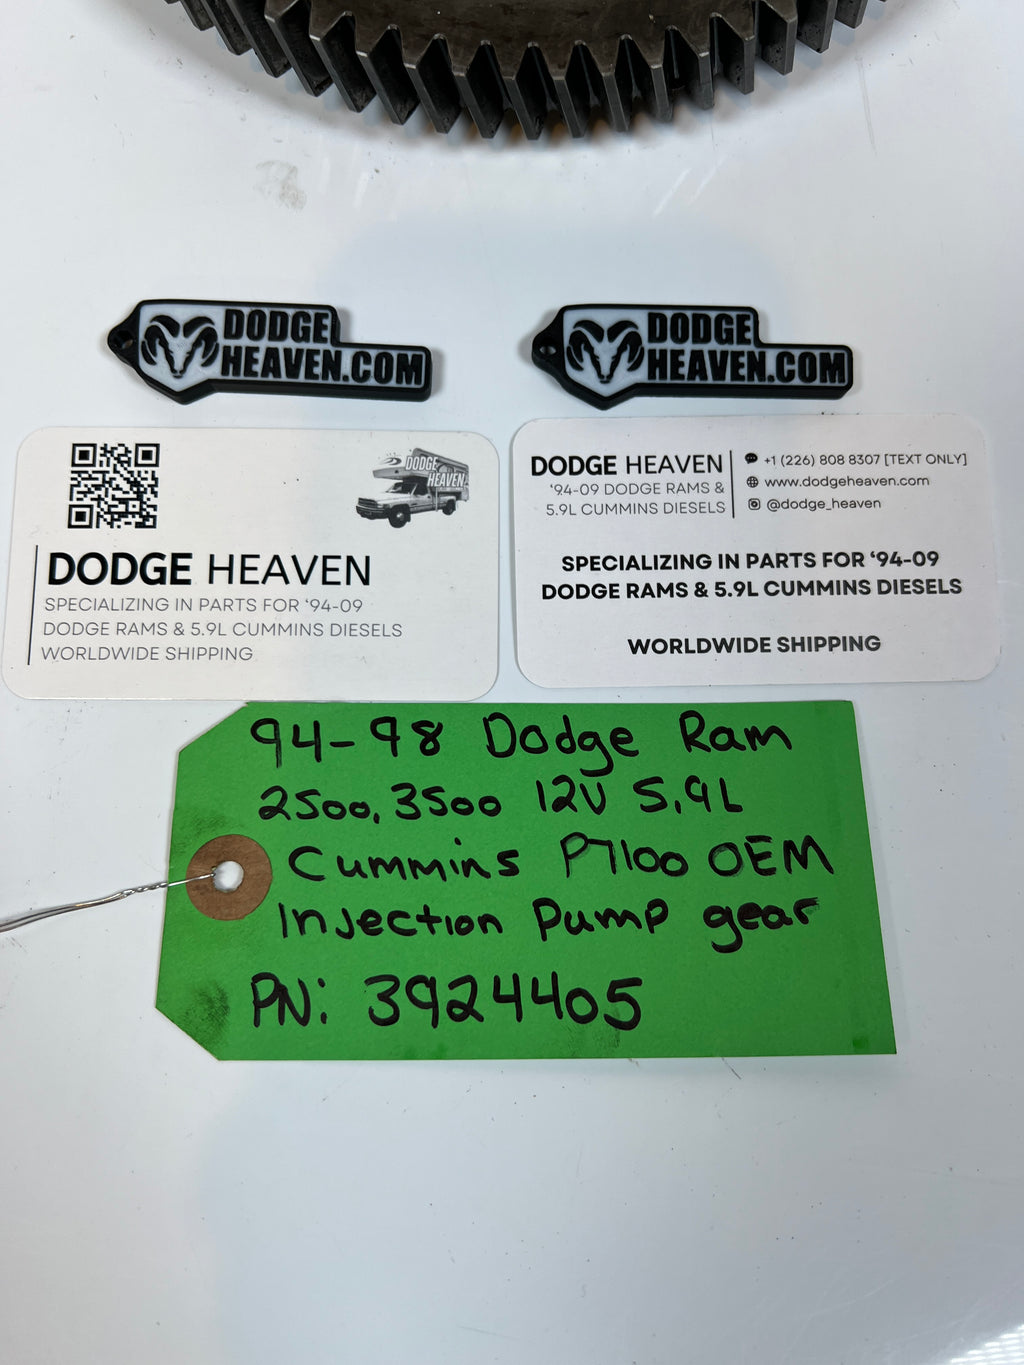 DODGE
HEAVEN.COM
DODGE
HEAVEN.COM
DODGE
HEAVEN
DODGE HEAVEN
SPECIALIZING IN PARTS FOR ‘94-09
DODGE RAMS & 5.9L CUMMINS DIESELS
WORLDWIDE SHIPPING
DODGE HEAVEN
‘94-09 DODGE RAMS &
5.9L CUMMINS DIESELS
+1 (226) 808 8307 [TEXT ONLY]
www.dodgeheaven.com
@dodge_heaven
SPECIALIZING IN PARTS FOR ‘94-09
DODGE RAMS & 5.9L CUMMINS DIESELS
WORLDWIDE SHIPPING
94-98 Dodge Ram
2500, 3500 12V 5.9L
Cummins P7100 OEM
Injection Pump gear
PN: 3924405